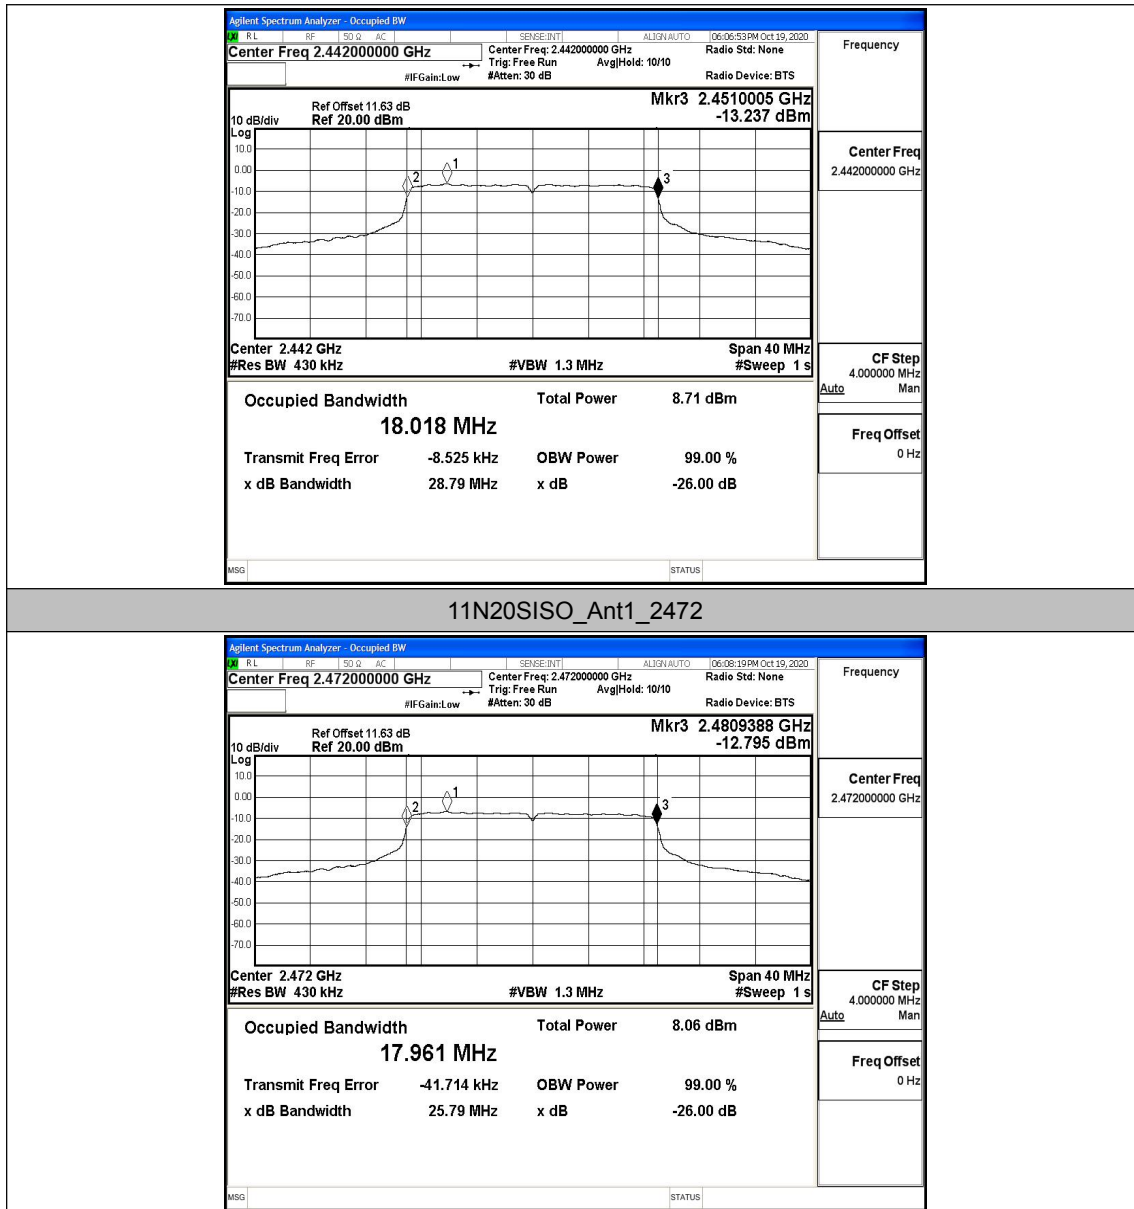 Agilent Spectrum Analyzer - Occupied BW
LXI RL RF 50 Ω AC SENSE:INT ALIGN AUTO 06:06:53 PM Oct 19, 2020
Center Freq 2.442000000 GHz
Center Freq: 2.442000000 GHz
Radio Std: None
Trig: Free Run Avg|Hold: 10/10
#IFGain:Low #Atten: 30 dB Radio Device: BTS
Frequency
Mkr3 2.4510005 GHz
-13.237 dBm
Ref Offset 11.63 dB
10 dB/div Ref 20.00 dBm
Log
10.0
0.00
-10.0
-20.0
-30.0
-40.0
-50.0
-60.0
-70.0
1
2
3
Center 2.442 GHz Span 40 MHz
#Res BW 430 kHz #VBW 1.3 MHz #Sweep 1 s
Center Freq
2.442000000 GHz
CF Step
4.000000 MHz
Auto Man
Freq Offset
0 Hz
Occupied Bandwidth Total Power 8.71 dBm
18.018 MHz
Transmit Freq Error -8.525 kHz OBW Power 99.00 %
x dB Bandwidth 28.79 MHz x dB -26.00 dB
MSG STATUS
11N20SISO_Ant1_2472
Agilent Spectrum Analyzer - Occupied BW
LXI RL RF 50 Ω AC SENSE:INT ALIGN AUTO 06:08:19 PM Oct 19, 2020
Center Freq 2.472000000 GHz
Center Freq: 2.472000000 GHz
Radio Std: None
Trig: Free Run Avg|Hold: 10/10
#IFGain:Low #Atten: 30 dB Radio Device: BTS
Frequency
Mkr3 2.4809388 GHz
-12.795 dBm
Ref Offset 11.63 dB
10 dB/div Ref 20.00 dBm
Log
10.0
0.00
-10.0
-20.0
-30.0
-40.0
-50.0
-60.0
-70.0
1
2
3
Center 2.472 GHz Span 40 MHz
#Res BW 430 kHz #VBW 1.3 MHz #Sweep 1 s
Center Freq
2.472000000 GHz
CF Step
4.000000 MHz
Auto Man
Freq Offset
0 Hz
Occupied Bandwidth Total Power 8.06 dBm
17.961 MHz
Transmit Freq Error -41.714 kHz OBW Power 99.00 %
x dB Bandwidth 25.79 MHz x dB -26.00 dB
MSG STATUS